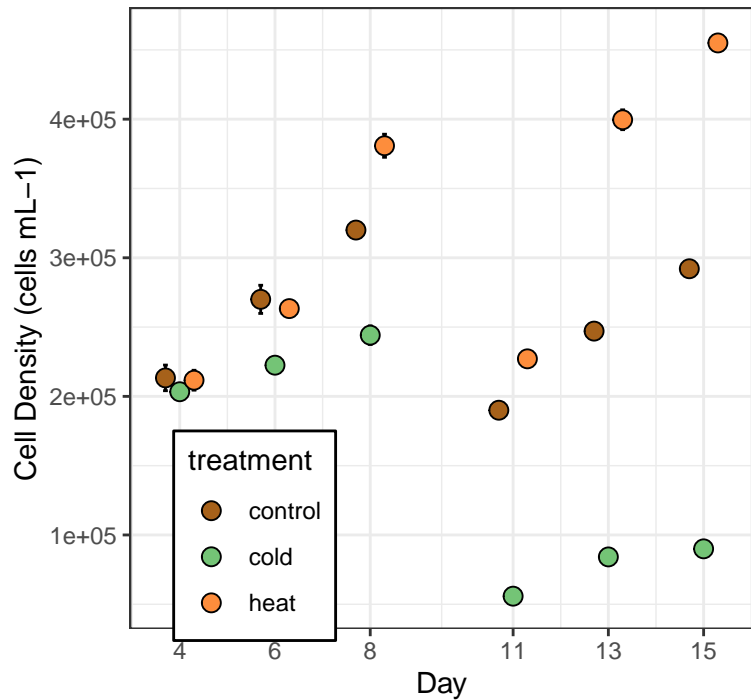 4e+05
3e+05
2e+05
1e+05
Cell Density (cells mL−1)
treatment
control
cold
heat
4 6 8 11 13 15
Day